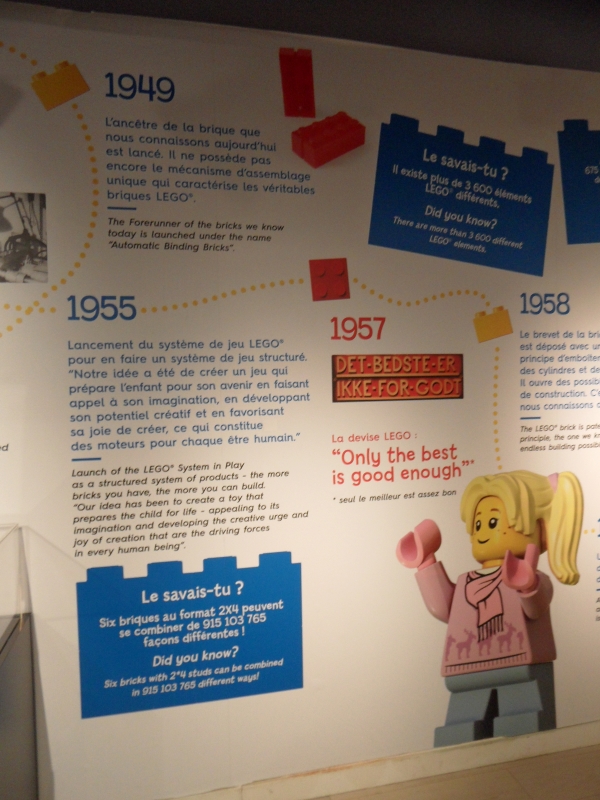 1949
L'ancêtre de la brique que
nous connaissons aujourd'hui
est lancé. Il ne possède pas
encore le mécanisme d'assemblage
unique qui caractérise les véritables
briques LEGO®.
The Forerunner of the bricks we know
today is launched under the name
"Automatic Binding Bricks".
Le savais-tu ?
Il existe plus de 3 600 éléments
LEGO® différents.
Did you know?
There are more than 3 600 different
LEGO® elements.
675
1955
Lancement du système de jeu LEGO®
pour en faire un système de jeu structuré.
"Notre idée a été de créer un jeu qui
prépare l'enfant pour son avenir en faisant
appel à son imagination, en développant
son potentiel créatif et en favorisant
sa joie de créer, ce qui constitue
des moteurs pour chaque être humain."
Launch of the LEGO® System in Play
as a structured system of products - the more
bricks you have, the more you can build.
"Our idea has been to create a toy that
prepares the child for life - appealing to its
imagination and developing the creative urge and
joy of creation that are the driving forces
in every human being".
Le savais-tu ?
Six briques au format 2X4 peuvent
se combiner de 915 103 765
façons différentes !
Did you know?
Six bricks with 2*4 studs can be combined
in 915 103 765 different ways!
1957
DET·BEDSTE·ER
IKKE·FOR·GODT
La devise LEGO :
"Only the best
is good enough"*.
* seul le meilleur est assez bon
1958
Le brevet de la bri
est déposé avec un
principe d'emboîte
des cylindres et de
Il ouvre des possib
de construction. C'e
nous connaissons
The LEGO® brick is pate
principle, the one we kn
endless building possib